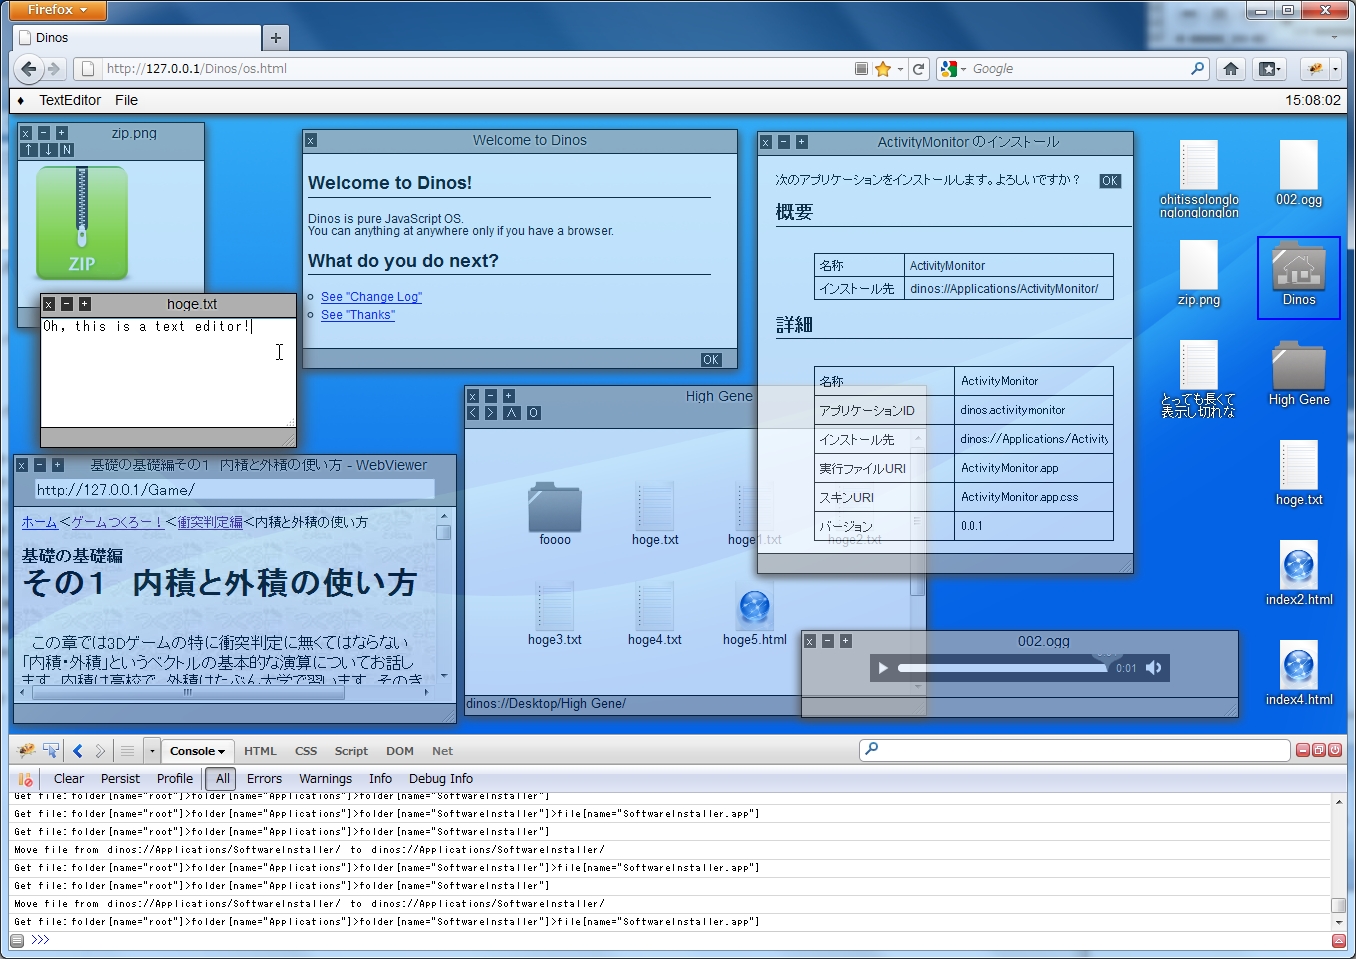 Firefox
Dinos
http://127.0.0.1/Dinos/os.html
Google
TextEditor File 15:08:02
x - + zip.png
↑ ↓ N
ZIP
x - + hoge.txt
Oh, this is a text editor!
x Welcome to Dinos
Welcome to Dinos!
Dinos is pure JavaScript OS.
You can anything at anywhere only if you have a browser.
What do you do next?
See "Change Log"
See "Thanks"
OK
x - + ActivityMonitor のインストール
次のアプリケーションをインストールします。よろしいですか? OK
概要
名称 ActivityMonitor
インストール先 dinos://Applications/ActivityMonitor/
詳細
名称 ActivityMonitor
アプリケーションID dinos.activitymonitor
インストール先 dinos://Applications/Activity
実行ファイルURI ActivityMonitor.app
スキンURI ActivityMonitor.app.css
バージョン 0.0.1
ohitissolonglo
nglonglonglon
002.ogg
zip.png
Dinos
とっても長くて
表示し切れな
High Gene
hoge.txt
index2.html
index4.html
x - + 基礎の基礎編その1 内積と外積の使い方 - WebViewer
http://127.0.0.1/Game/
ホーム<ゲームつくろー!<衝突判定編<内積と外積の使い方
基礎の基礎編
その1 内積と外積の使い方
この章では3Dゲームの特に衝突判定に無くてはならない
「内積・外積」というベクトルの基本的な演算についてお話し
ます。内積は高校で、外積はたぶん大学で習います。そのき
x - + High Gene
< > ∧ O
foooo
hoge.txt
hoge1.txt
hoge2.txt
hoge3.txt
hoge4.txt
hoge5.html
dinos://Desktop/High Gene/
x - + 002.ogg
0:01
Console HTML CSS Script DOM Net
Clear Persist Profile All Errors Warnings Info Debug Info
Get file: folder[name="root"]>folder[name="Applications"]>folder[name="SoftwareInstaller"]
Get file: folder[name="root"]>folder[name="Applications"]>folder[name="SoftwareInstaller"]>file[name="SoftwareInstaller.app"]
Get file: folder[name="root"]>folder[name="Applications"]>folder[name="SoftwareInstaller"]
Move file from dinos://Applications/SoftwareInstaller/ to dinos://Applications/SoftwareInstaller/
Get file: folder[name="root"]>folder[name="Applications"]>folder[name="SoftwareInstaller"]>file[name="SoftwareInstaller.app"]
Get file: folder[name="root"]>folder[name="Applications"]>folder[name="SoftwareInstaller"]
Move file from dinos://Applications/SoftwareInstaller/ to dinos://Applications/SoftwareInstaller/
Get file: folder[name="root"]>folder[name="Applications"]>folder[name="SoftwareInstaller"]>file[name="SoftwareInstaller.app"]
>>>